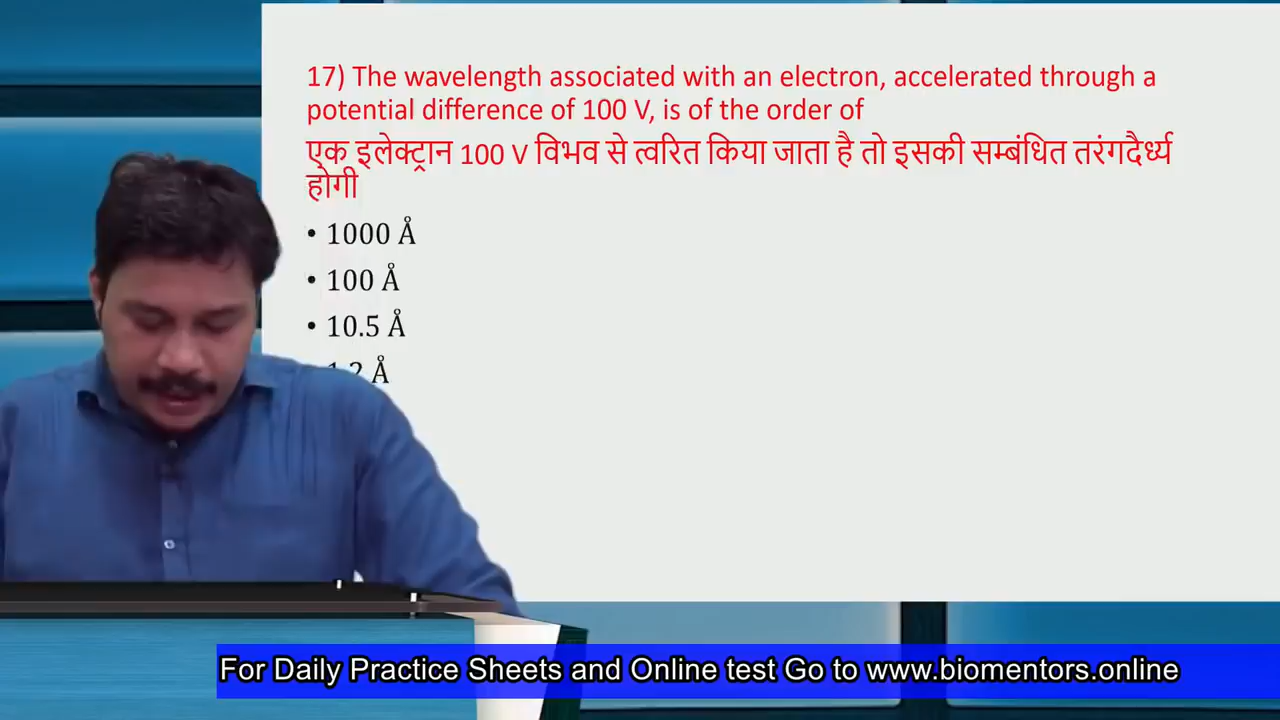 17) The wavelength associated with an electron, accelerated through a
potential difference of 100 V, is of the order of
एक इलेक्ट्रान 100 V विभव से त्वरित किया जाता है तो इसकी सम्बंधित तरंगदैर्ध्य
होगी
• 1000 Å
• 100 Å
• 10.5 Å
1.2 Å
For Daily Practice Sheets and Online test Go to www.biomentors.online